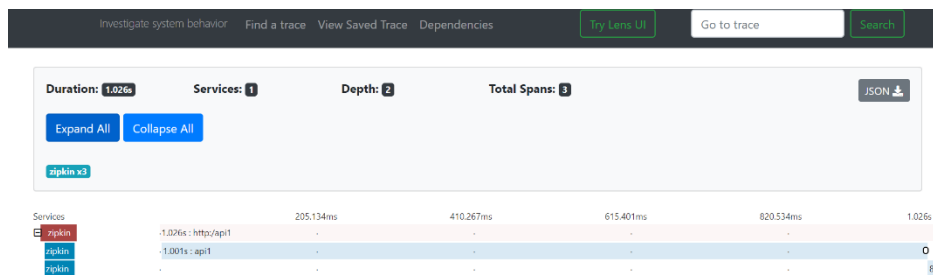 Investigate system behavior Find a trace View Saved Trace Dependencies Try Lens UI Go to trace Search
Duration: 1.026s Services: 1 Depth: 2 Total Spans: 3 JSON
Expand All Collapse All
zipkin x3
Services 205.134ms 410.267ms 615.401ms 820.534ms 1.026s
zipkin ·1.026s : http:/api1
zipkin ·1.001s : api1 O
zipkin 8